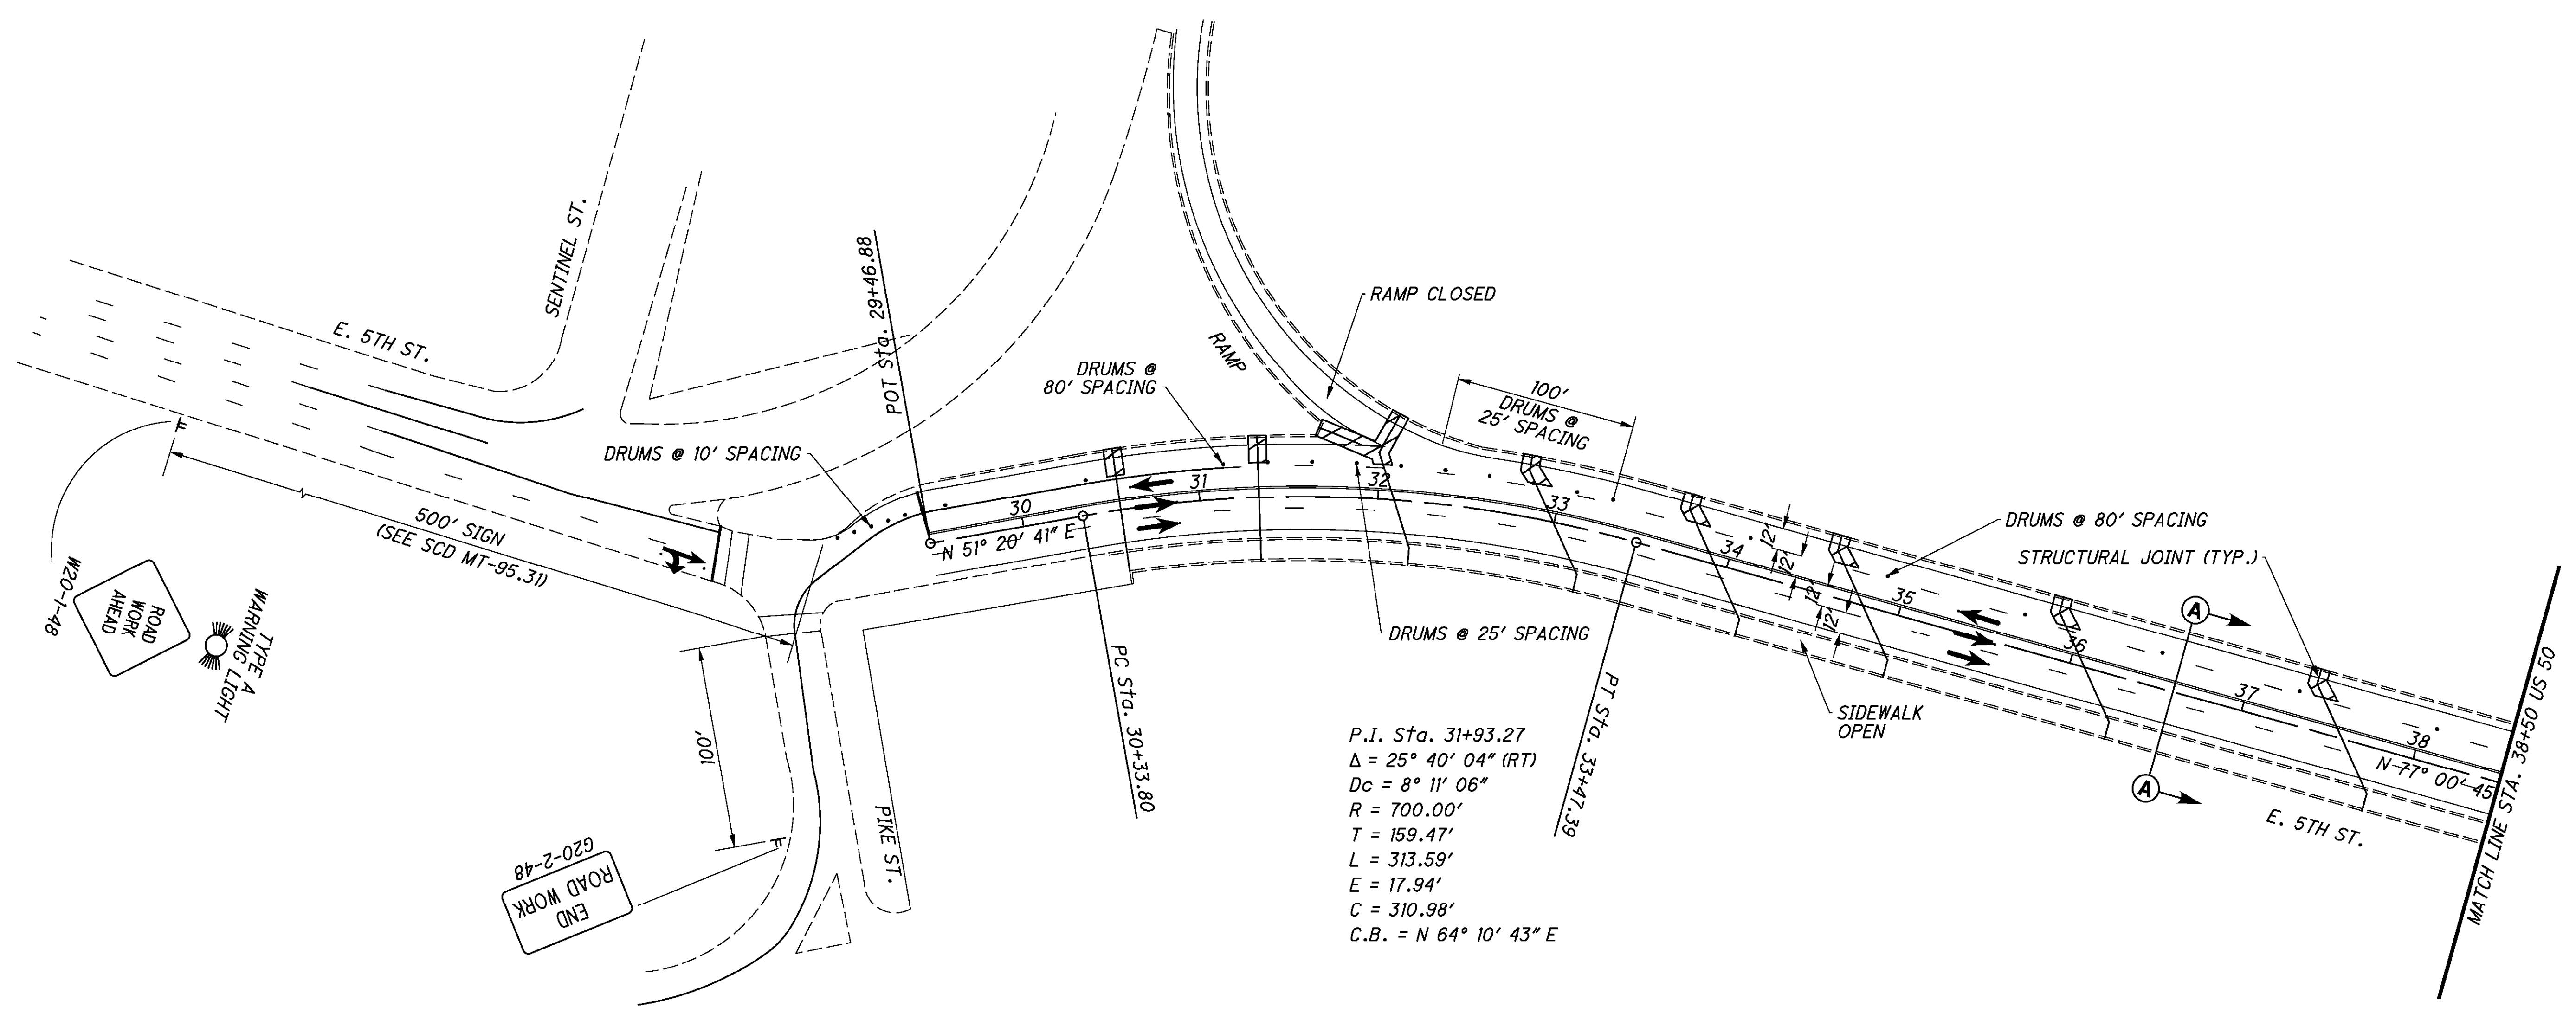 SENTINEL ST.
E. 5TH ST.
POT Sta. 29+46.88
RAMP
RAMP CLOSED
DRUMS @
80' SPACING
100'
DRUMS @
25' SPACING
DRUMS @ 10' SPACING
500' SIGN
(SEE SCD MT-95.31)
W20-1-48
ROAD
WORK
AHEAD
TYPE A
WARNING LIGHT
30
31
32
33
34
35
36
37
38
N 51° 20' 41" E
12'
12'
12'
12'
DRUMS @ 80' SPACING
STRUCTURAL JOINT (TYP.)
DRUMS @ 25' SPACING
A
A
SIDEWALK
OPEN
PC Sta. 30+33.80
PT Sta. 33+47.39
100'
PIKE ST.
G20-2-48
END
ROAD WORK
P.I. Sta. 31+93.27
Δ = 25° 40' 04" (RT)
Dc = 8° 11' 06"
R = 700.00'
T = 159.47'
L = 313.59'
E = 17.94'
C = 310.98'
C.B. = N 64° 10' 43" E
N 77° 00' 45
E. 5TH ST.
MATCH LINE STA. 38+50 US 50